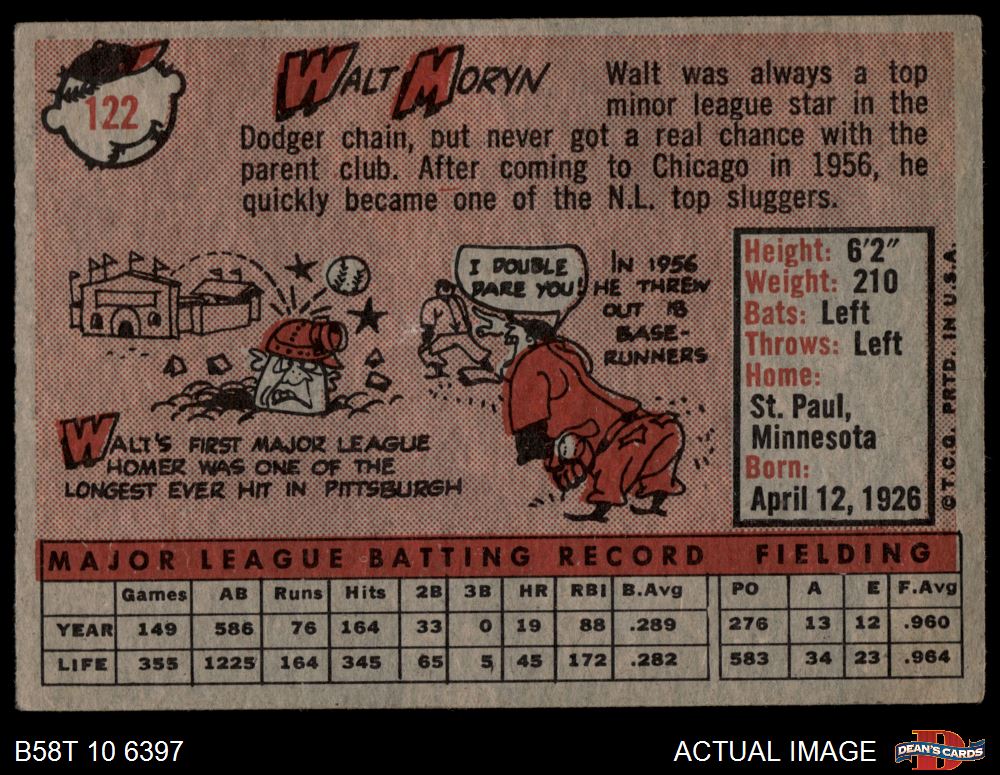 122
WALT MORYN
Walt was always a top
minor league star in the
Dodger chain, but never got a real chance with the
parent club. After coming to Chicago in 1956, he
quickly became one of the N.L. top sluggers.
I DOUBLE
DARE YOU!
IN 1956
HE THREW
OUT 18
BASE-
RUNNERS
WALT'S FIRST MAJOR LEAGUE
HOMER WAS ONE OF THE
LONGEST EVER HIT IN PITTSBURGH
Height: 6'2"
Weight: 210
Bats: Left
Throws: Left
Home:
St. Paul,
Minnesota
Born:
April 12, 1926
© T.C.G. PRTD. IN U.S.A.
MAJOR LEAGUE BATTING RECORD FIELDING
Games AB Runs Hits 2B 3B HR RBI B.Avg PO A E F.Avg
YEAR 149 586 76 164 33 0 19 88 .289 276 13 12 .960
LIFE 355 1225 164 345 65 5 45 172 .282 583 34 23 .964
B58T 10 6397
ACTUAL IMAGE
DEAN'S CARDS